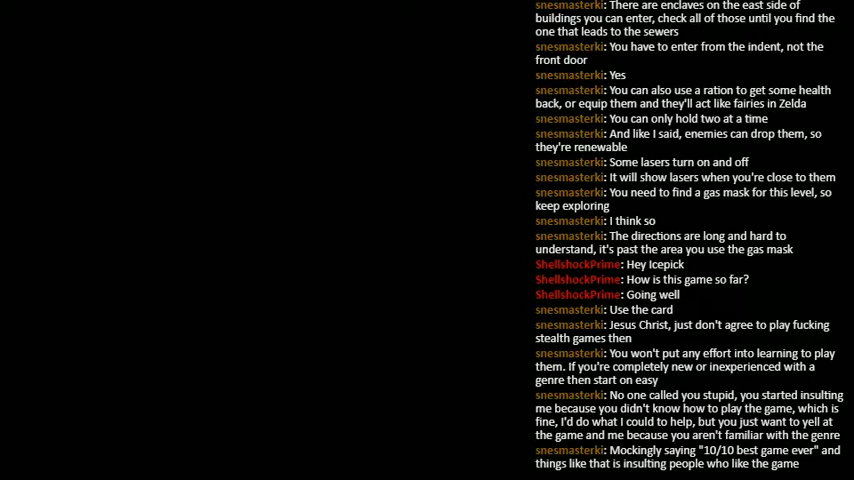 snesmasterki: There are enclaves on the east side of
buildings you can enter, check all of those until you find the
one that leads to the sewers
snesmasterki: You have to enter from the indent, not the
front door
snesmasterki: Yes
snesmasterki: You can also use a ration to get some health
back, or equip them and they'll act like fairies in Zelda
snesmasterki: You can only hold two at a time
snesmasterki: And like I said, enemies can drop them, so
they're renewable
snesmasterki: Some lasers turn on and off
snesmasterki: It will show lasers when you're close to them
snesmasterki: You need to find a gas mask for this level, so
keep exploring
snesmasterki: I think so
snesmasterki: The directions are long and hard to
understand, it's past the area you use the gas mask
ShellshockPrime: Hey Icepick
ShellshockPrime: How is this game so far?
ShellshockPrime: Going well
snesmasterki: Use the card
snesmasterki: Jesus Christ, just don't agree to play fucking
stealth games then
snesmasterki: You won't put any effort into learning to play
them. If you're completely new or inexperienced with a
genre then start on easy
snesmasterki: No one called you stupid, you started insulting
me because you didn't know how to play the game, which is
fine, I'd do what I could to help, but you just want to yell at
the game and me because you aren't familiar with the genre
snesmasterki: Mockingly saying "10/10 best game ever" and
things like that is insulting people who like the game